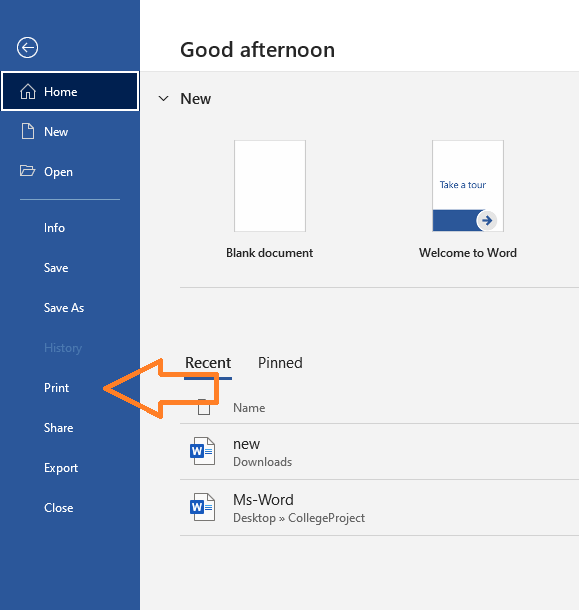 Good afternoon
Home
New
Open
Info
Save
Save As
History
Print
Share
Export
Close
New
Take a tour
Blank document
Welcome to Word
Recent
Pinned
Name
W
new
Downloads
W
Ms-Word
Desktop » CollegeProject